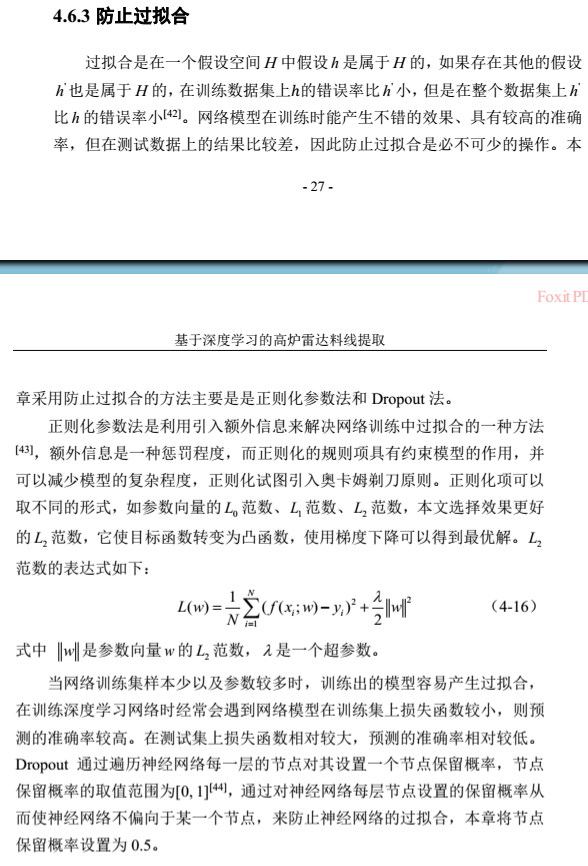 4.6.3 防止过拟合
过拟合是在一个假设空间 H 中假设 h 是属于 H 的，如果存在其他的假设
h' 也是属于 H 的，在训练数据集上h的错误率比 h' 小，但是在整个数据集上 h'
比 h 的错误率小[42]。网络模型在训练时能产生不错的效果、具有较高的准确
率，但在测试数据上的结果比较差，因此防止过拟合是必不可少的操作。本
- 27 -
Foxit PD
基于深度学习的高炉雷达料线提取
章采用防止过拟合的方法主要是是正则化参数法和 Dropout 法。
正则化参数法是利用引入额外信息来解决网络训练中过拟合的一种方法
[43]，额外信息是一种惩罚程度，而正则化的规则项具有约束模型的作用，并
可以减少模型的复杂程度，正则化试图引入奥卡姆剃刀原则。正则化项可以
取不同的形式，如参数向量的 L₀ 范数、L₁ 范数、L₂ 范数，本文选择效果更好
的 L₂ 范数，它使目标函数转变为凸函数，使用梯度下降可以得到最优解。L₂
范数的表达式如下：
L(w) = 1/N ∑_{i=1}^{N} (f(x_i; w) − y_i)² + λ/2 ‖w‖² （4-16）
式中 ‖w‖ 是参数向量 w 的 L₂ 范数，λ 是一个超参数。
当网络训练集样本少以及参数较多时，训练出的模型容易产生过拟合，
在训练深度学习网络时经常会遇到网络模型在训练集上损失函数较小，则预
测的准确率较高。在测试集上损失函数相对较大，预测的准确率相对较低。
Dropout 通过遍历神经网络每一层的节点对其设置一个节点保留概率，节点
保留概率的取值范围为[0, 1][44]，通过对神经网络每层节点设置的保留概率从
而使神经网络不偏向于某一个节点，来防止神经网络的过拟合，本章将节点
保留概率设置为 0.5。